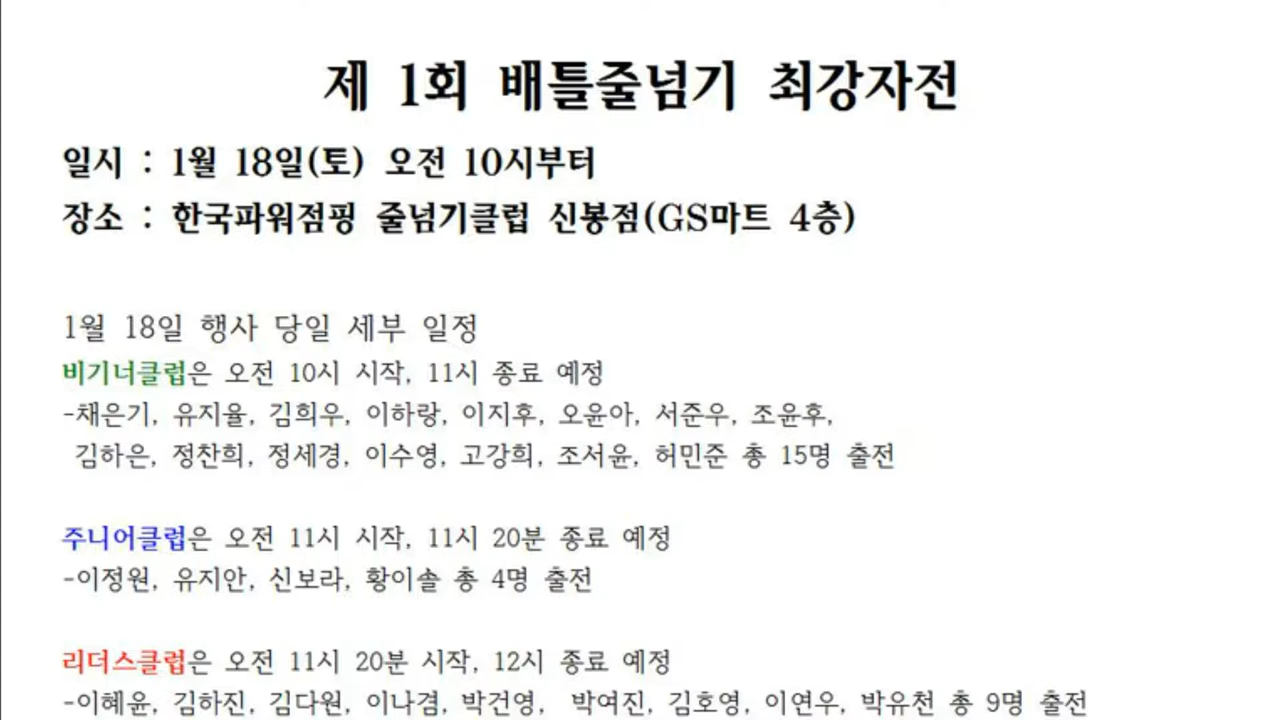 제 1회 배틀줄넘기 최강자전
일시 : 1월 18일(토) 오전 10시부터
장소 : 한국파워점핑 줄넘기클럽 신봉점(GS마트 4층)
1월 18일 행사 당일 세부 일정
비기너클럽은 오전 10시 시작, 11시 종료 예정
-채은기, 유지율, 김희우, 이하랑, 이지후, 오윤아, 서준우, 조윤후,
김하은, 정찬희, 정세경, 이수영, 고강희, 조서윤, 허민준 총 15명 출전
주니어클럽은 오전 11시 시작, 11시 20분 종료 예정
-이정원, 유지안, 신보라, 황이솔 총 4명 출전
리더스클럽은 오전 11시 20분 시작, 12시 종료 예정
-이혜윤, 김하진, 김다원, 이나겸, 박건영, 박여진, 김호영, 이연우, 박유천 총 9명 출전